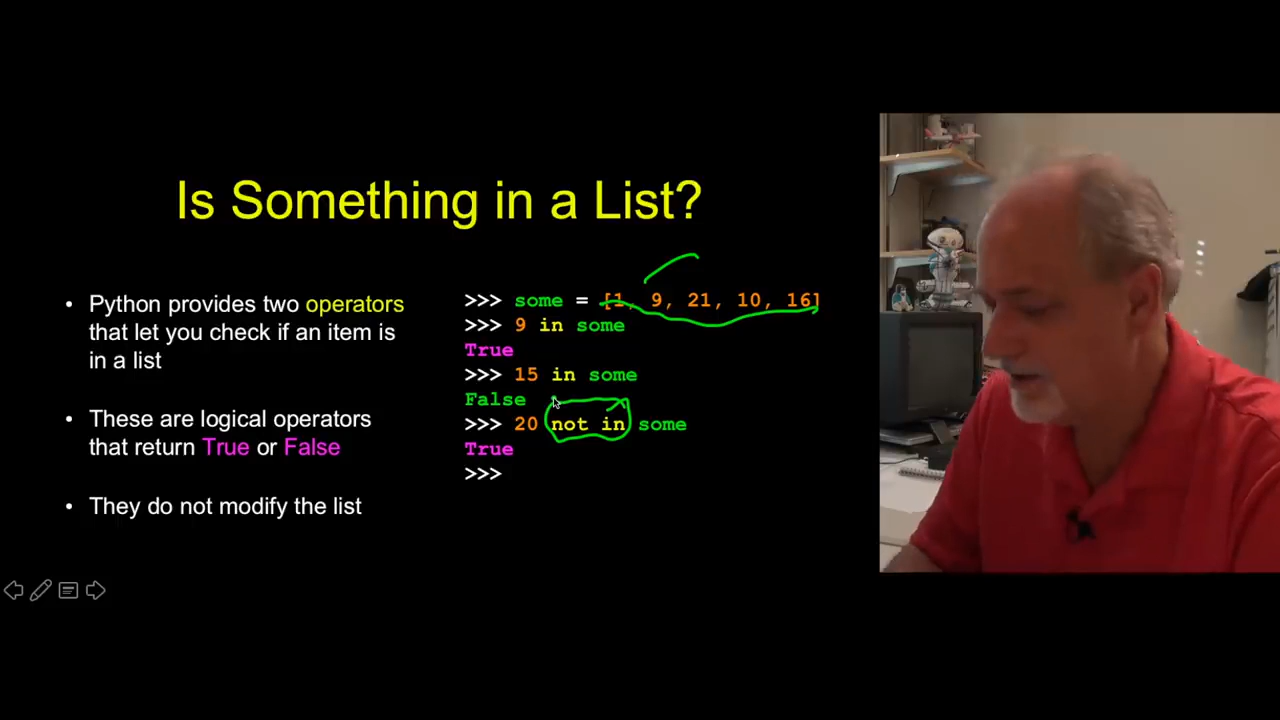 Is Something in a List?
• Python provides two operators
that let you check if an item is
in a list
• These are logical operators
that return True or False
• They do not modify the list
>>> some = [1, 9, 21, 10, 16]
>>> 9 in some
True
>>> 15 in some
False
>>> 20 not in some
True
>>>